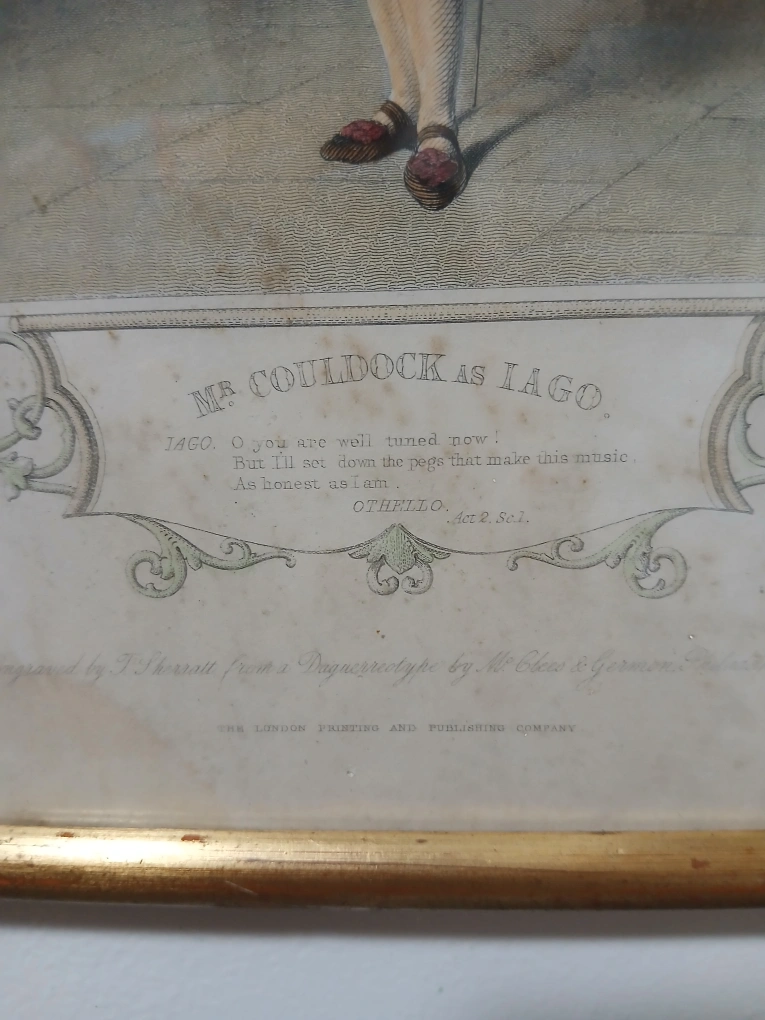 MR. COULDOCK AS IAGO.
IAGO. O you are well tuned now !
But I'll set down the pegs that make this music
As honest as I am .
OTHELLO.
Act 2. Sc. 1.
engraved by T. Sherratt, from a Daguerreotype by Mc Clees & Germon
THE LONDON PRINTING AND PUBLISHING COMPANY